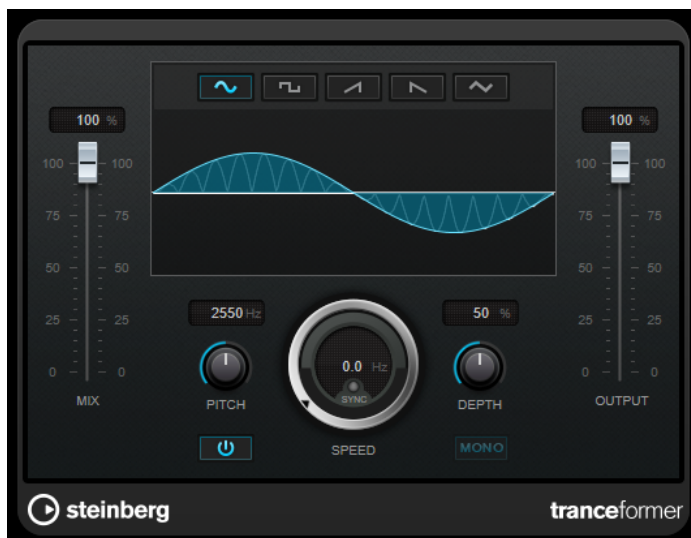 100 %
100 %
100 100
100 100
75 75
75 75
50 50
50 50
25 25
25 25
0 0
0 0
MIX
OUTPUT
2550 Hz
50 %
0.0 Hz
SYNC
PITCH
DEPTH
SPEED
MONO
steinberg
tranceformer